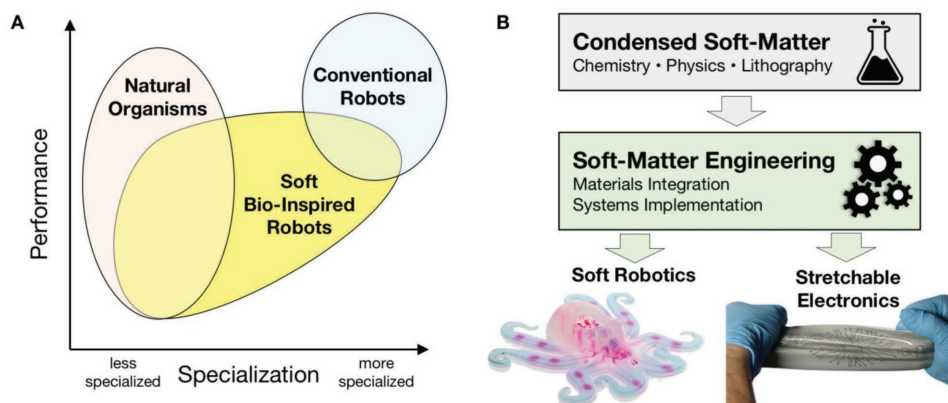 A
Performance
Natural
Organisms
Conventional
Robots
Soft
Bio-Inspired
Robots
less
specialized
Specialization
more
specialized
B
Condensed Soft-Matter
Chemistry • Physics • Lithography
Soft-Matter Engineering
Materials Integration
Systems Implementation
Soft Robotics
Stretchable
Electronics